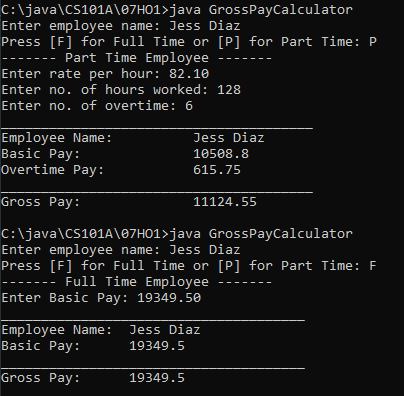 C:\java\CS101A\07HO1>java GrossPayCalculator
Enter employee name: Jess Diaz
Press [F] for Full Time or [P] for Part Time: P
------- Part Time Employee -------
Enter rate per hour: 82.10
Enter no. of hours worked: 128
Enter no. of overtime: 6
_______________________________________
Employee Name:          Jess Diaz
Basic Pay:              10508.8
Overtime Pay:           615.75
_______________________________________
Gross Pay:              11124.55
C:\java\CS101A\07HO1>java GrossPayCalculator
Enter employee name: Jess Diaz
Press [F] for Full Time or [P] for Part Time: F
------- Full Time Employee -------
Enter Basic Pay: 19349.50
______________________________________
Employee Name:  Jess Diaz
Basic Pay:      19349.5
______________________________________
Gross Pay:      19349.5